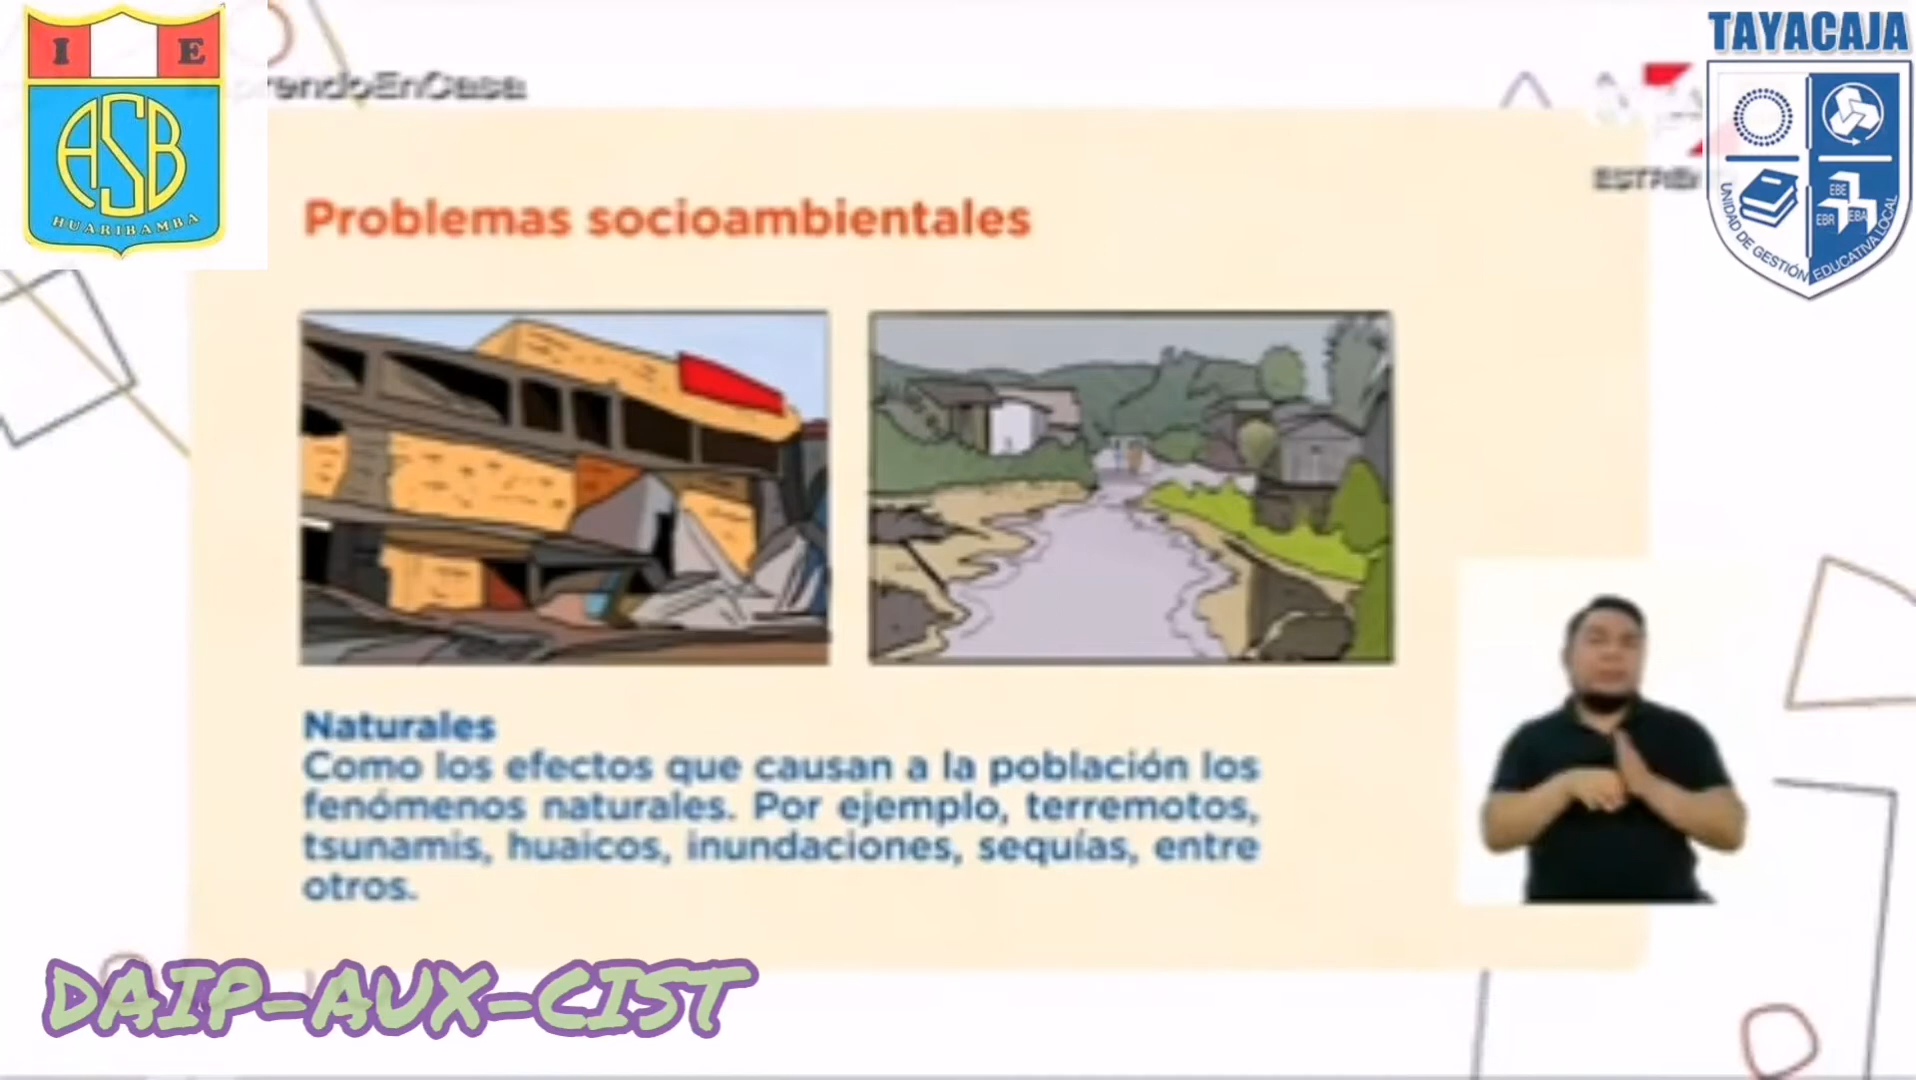 I E
ASB
HUARIBAMBA
prendoEnCasa
TAYACAJA
EBE
EBR EBA
UNIDAD DE GESTIÓN EDUCATIVA LOCAL
Problemas socioambientales
Naturales
Como los efectos que causan a la población los
fenómenos naturales. Por ejemplo, terremotos,
tsunamis, huaicos, inundaciones, sequías, entre
otros.
DAIP-AUX-CIST